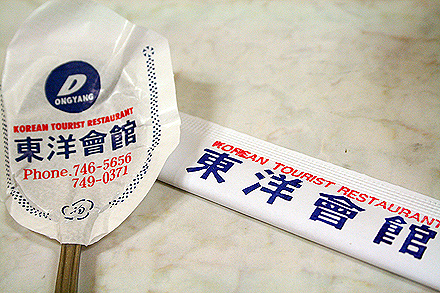 D
ONGYANG
KOREAN TOURIST RESTAURANT
東洋會館
Phone.746-5656
749-0371
KOREAN TOURIST RESTAURANT
東洋會館